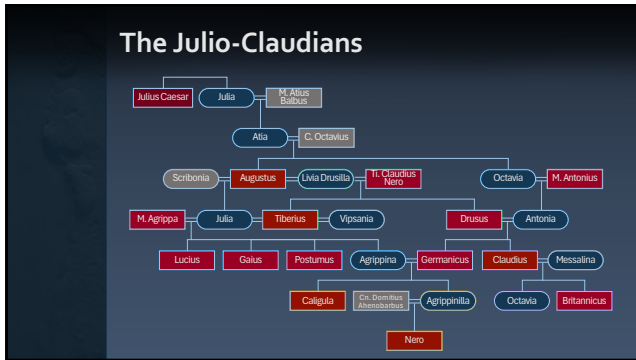 The Julio-Claudians
Julius Caesar
Julia
M. Atius
Balbus
Atia
C. Octavius
Scribonia
Augustus
Livia Drusilla
Ti. Claudius
Nero
Octavia
M. Antonius
M. Agrippa
Julia
Tiberius
Vipsania
Drusus
Antonia
Lucius
Gaius
Postumus
Agrippina
Germanicus
Claudius
Messalina
Caligula
Cn. Domitius
Ahenobarbus
Agrippinilla
Octavia
Britannicus
Nero